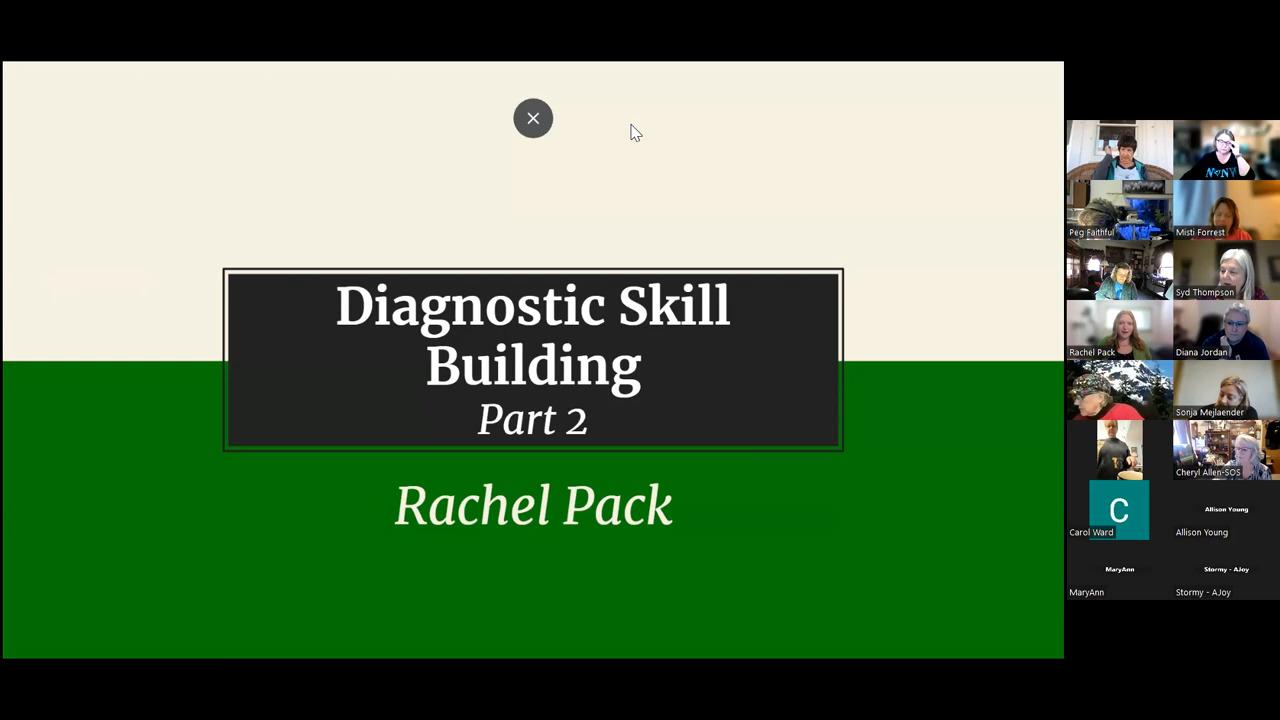 Diagnostic Skill
Building
Part 2
Rachel Pack
Peg Faithful
Misti Forrest
Syd Thompson
Rachel Pack
Diana Jordan
Sonja Mejlaender
Cheryl Allen-SOS
C
Carol Ward
Allison Young
Allison Young
MaryAnn
MaryAnn
Stormy - AJoy
Stormy - AJoy